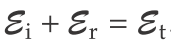 𝓔ᵢ + 𝓔ᵣ = 𝓔ₜ.